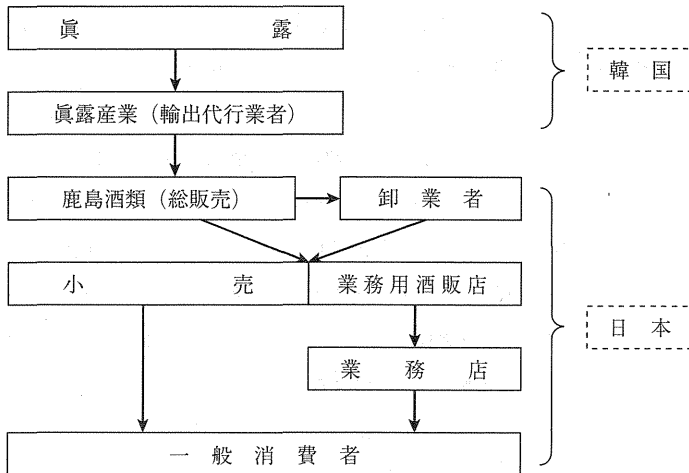 眞露
韓国
眞露産業（輸出代行業者）
鹿島酒類（総販売）
卸業者
小売
業務用酒販店
日本
業務店
一般消費者